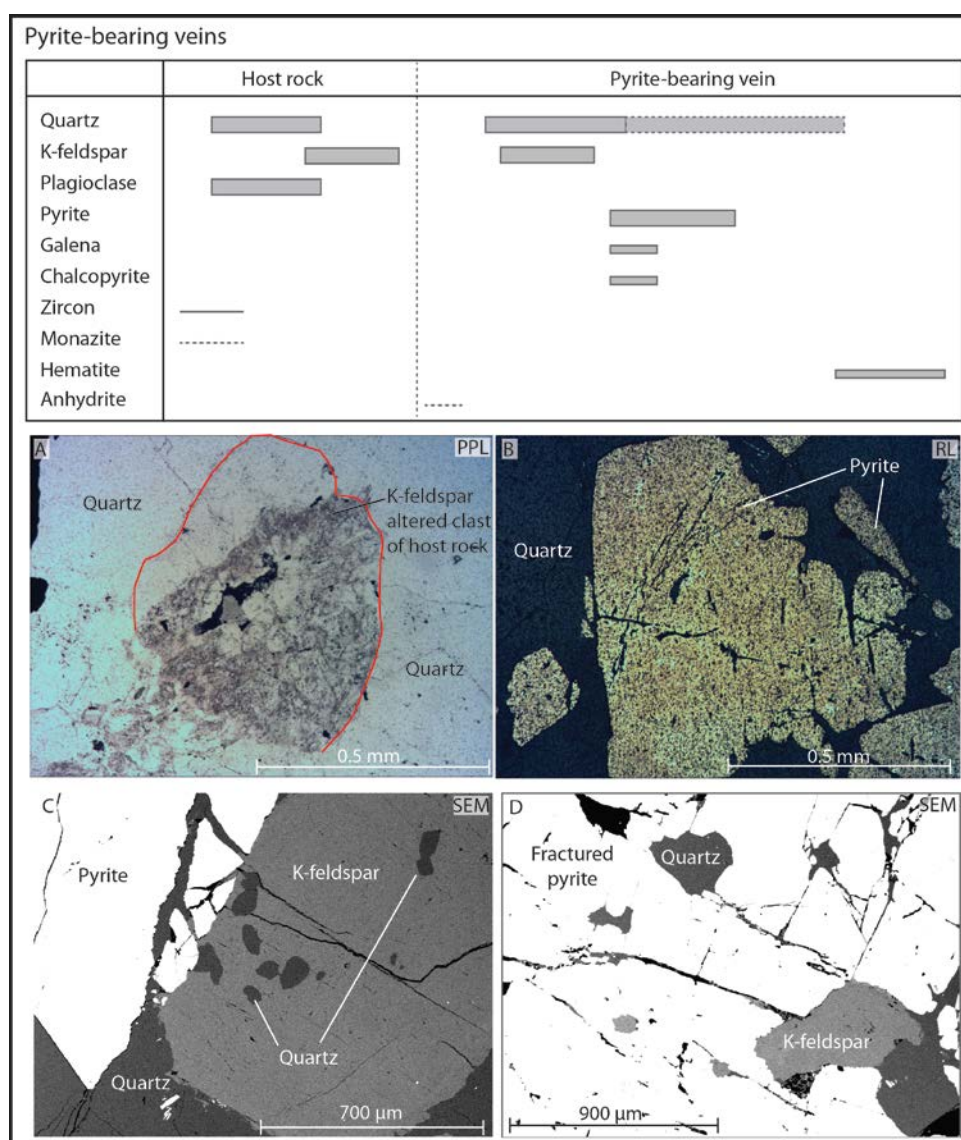 Pyrite-bearing veins
Host rock
Pyrite-bearing vein
Quartz
K-feldspar
Plagioclase
Pyrite
Galena
Chalcopyrite
Zircon
Monazite
Hematite
Anhydrite
A
PPL
Quartz
K-feldspar
altered clast
of host rock
Quartz
0.5 mm
B
RL
Pyrite
Quartz
0.5 mm
C
SEM
Pyrite
K-feldspar
Quartz
Quartz
700 µm
D
SEM
Fractured
pyrite
Quartz
K-feldspar
900 µm